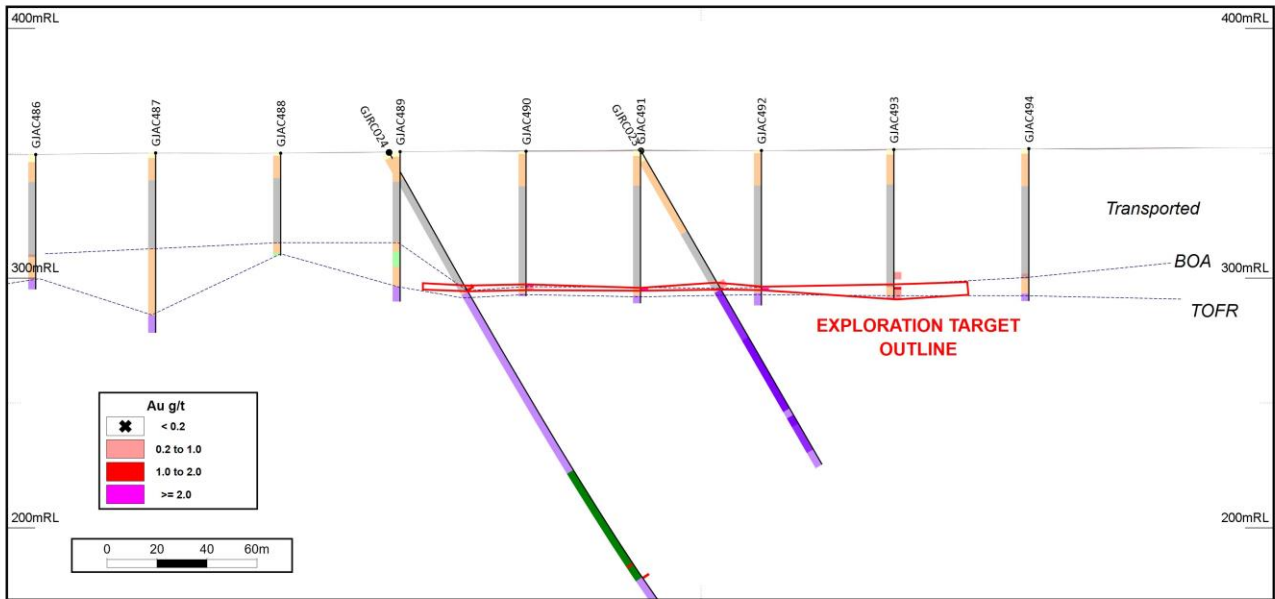 400mRL
400mRL
GJAC486
GJAC487
GJAC488
GJRC024
GJAC489
GJAC490
GJRC023
GJAC491
GJAC492
GJAC493
GJAC494
Transported
BOA
300mRL
300mRL
TOFR
EXPLORATION TARGET
OUTLINE
Au g/t
< 0.2
0.2 to 1.0
1.0 to 2.0
>= 2.0
200mRL
200mRL
0 20 40 60m